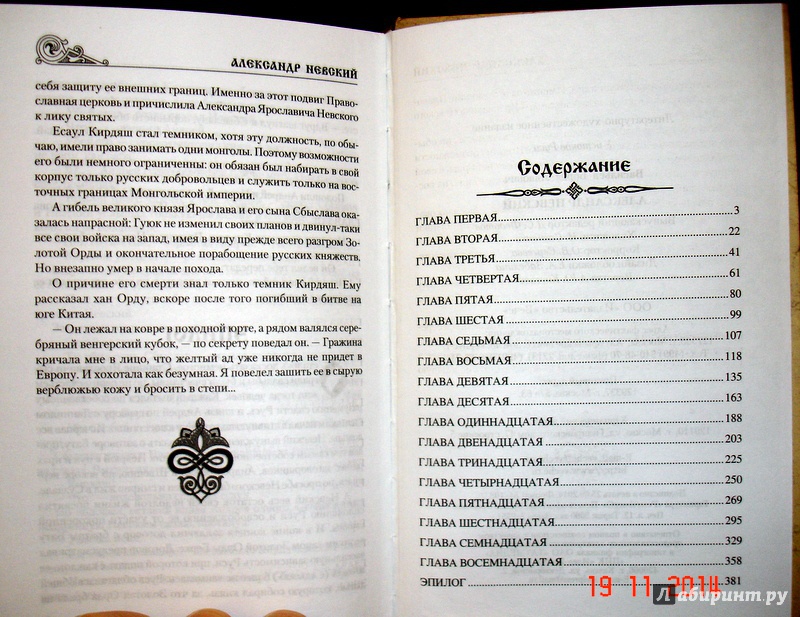 АЛЕКСАНДР НЕВСКИЙ
себя защиту ее внешних границ. Именно за этот подвиг Право-
славная церковь и причислила Александра Ярославича Невского
к лику святых.
Есаул Кирдяш стал темником, хотя эту должность, по обы-
чаю, имели право занимать одни монголы. Поэтому возможности
его были немного ограничены: он обязан был набирать в свой
корпус только русских добровольцев и служить только на вос-
точных границах Монгольской империи.
А гибель великого князя Ярослава и его сына Сбыслава ока-
залась напрасной: Гуюк не изменил своих планов и двинул-таки
все свои войска на запад, имея в виду прежде всего разгром Зо-
лотой Орды и окончательное порабощение русских княжеств.
Но внезапно умер в начале похода.
О причине его смерти знал только темник Кирдяш. Ему
рассказал хан Орду, вскоре после того погибший в битве на
юге Китая.
— Он лежал на ковре в походной юрте, а рядом валялся сере-
бряный венгерский кубок, — по секрету поведал он. — Гражина
кричала мне в лицо, что желтый ад уже никогда не придет в
Европу. И хохотала как безумная. Я повелел зашить ее в сырую
верблюжью кожу и бросить в степи...
Содержание
ГЛАВА ПЕРВАЯ 3
ГЛАВА ВТОРАЯ 22
ГЛАВА ТРЕТЬЯ 41
ГЛАВА ЧЕТВЕРТАЯ 61
ГЛАВА ПЯТАЯ 80
ГЛАВА ШЕСТАЯ 99
ГЛАВА СЕДЬМАЯ 107
ГЛАВА ВОСЬМАЯ 118
ГЛАВА ДЕВЯТАЯ 135
ГЛАВА ДЕСЯТАЯ 163
ГЛАВА ОДИННАДЦАТАЯ 188
ГЛАВА ДВЕНАДЦАТАЯ 203
ГЛАВА ТРИНАДЦАТАЯ 225
ГЛАВА ЧЕТЫРНАДЦАТАЯ 250
ГЛАВА ПЯТНАДЦАТАЯ 269
ГЛАВА ШЕСТНАДЦАТАЯ 295
ГЛАВА СЕМНАДЦАТАЯ 329
ГЛАВА ВОСЕМНАДЦАТАЯ 358
ЭПИЛОГ 381
19 11 2014
Лабиринт.ру